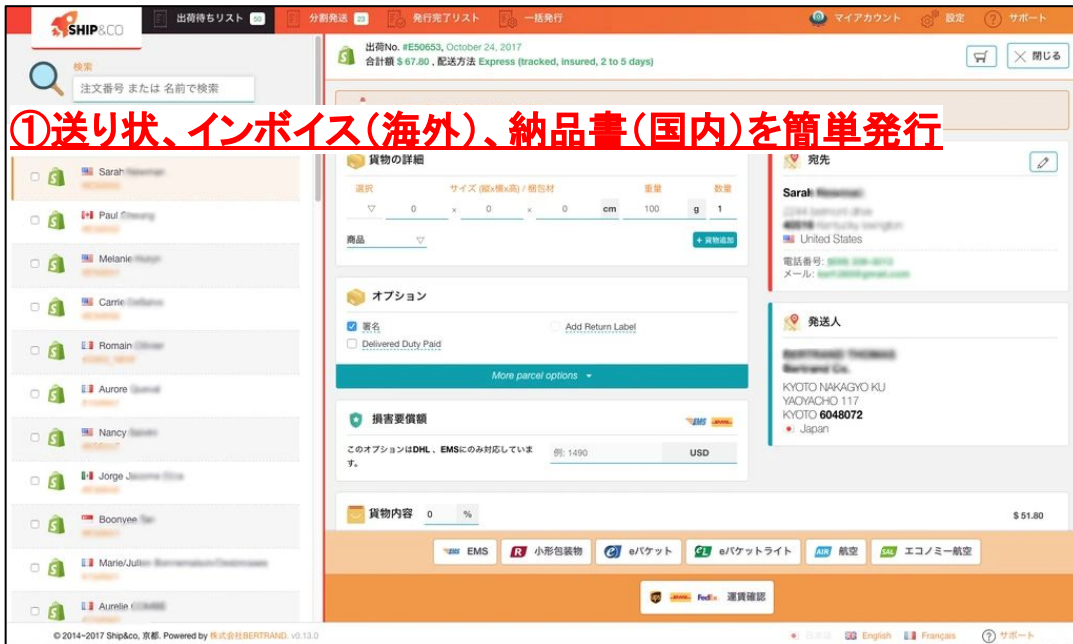 SHIP&CO
出荷待ちリスト 50
分割発送 23
発行完了リスト
一括発行
マイアカウント
設定
サポート
検索
注文番号 または 名前で検索
出荷No. #E50653, October 24, 2017
合計額 $ 67.80 , 配送方法 Express (tracked, insured, 2 to 5 days)
閉じる
①送り状、インボイス(海外)、納品書(国内)を簡単発行
Sarah
Paul
Melanie
Carrie
Romain
Aurore
Nancy
Jorge
Boonyee
Marie/Julien
Aurelie
貨物の詳細
選択 サイズ (縦x横x高) / 梱包材 重量 数量
0 x 0 x 0 cm 100 g 1
商品
+ 貨物追加
オプション
署名
Add Return Label
Delivered Duty Paid
More parcel options
損害要償額
EMS
このオプションはDHL 、EMSにのみ対応しています。
例: 1490 USD
貨物内容 0 %
$ 51.80
宛先
Sarah
United States
電話番号:
メール:
発送人
Bertrand Co.
KYOTO NAKAGYO KU
YAOYACHO 117
KYOTO 6048072
Japan
EMS EMS
R 小形包装物
eパケット
eパケットライト
AIR 航空
SAL エコノミー航空
ups DHL FedEx 運賃確認
© 2014-2017 Ship&co, 京都. Powered by 株式会社BERTRAND. v0.13.0
日本語
English
Français
サポート